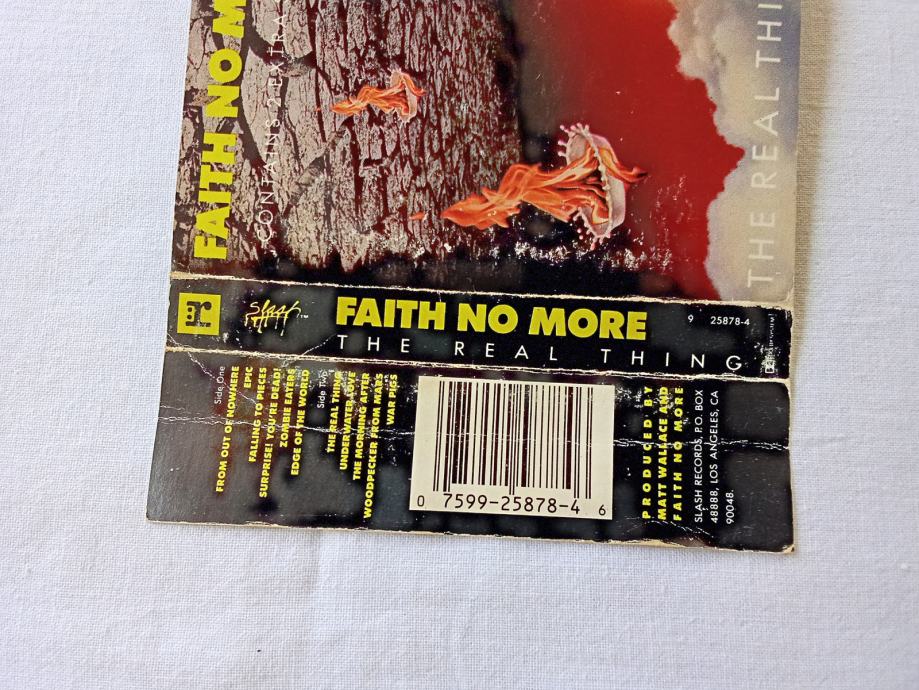 FAITH NO M
CONTAINS 2 EXTRA
THE REAL THI
r
Slash™
FAITH NO MORE
THE REAL THING
9 25878-4
Side One
FROM OUT OF NOWHERE
EPIC
FALLING TO PIECES
SURPRISE! YOU'RE DEAD!
ZOMBIE EATERS
EDGE OF THE WORLD
Side Two
THE REAL THING
UNDERWATER LOVE
THE MORNING AFTER
WOODPECKER FROM MARS
WAR PIGS
0 7599-25878-4 6
PRODUCED BY
MATT WALLACE AND
FAITH NO MORE
SLASH RECORDS, P.O. BOX
48888, LOS ANGELES, CA
90048.